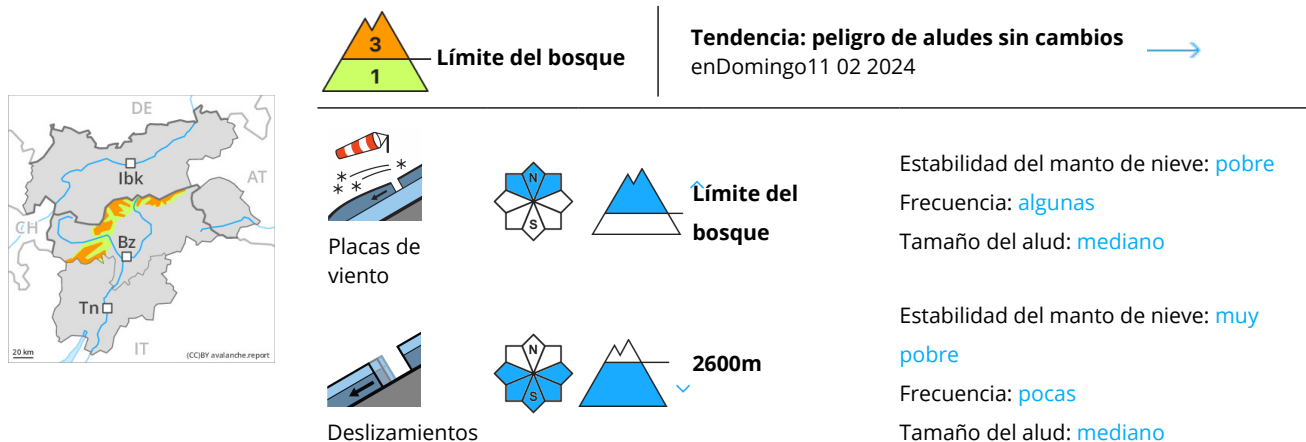 3
1
Límite del bosque
Tendencia: peligro de aludes sin cambios
enDomingo11 02 2024
DE
AT
CH
IT
Ibk
Bz
Tn
20 km
(CC)BY avalanche.report
N
S
Placas de
viento
Límite del
bosque
Estabilidad del manto de nieve: pobre
Frecuencia: algunas
Tamaño del alud: mediano
N
S
Deslizamientos
2600m
Estabilidad del manto de nieve: muy
pobre
Frecuencia: pocas
Tamaño del alud: mediano